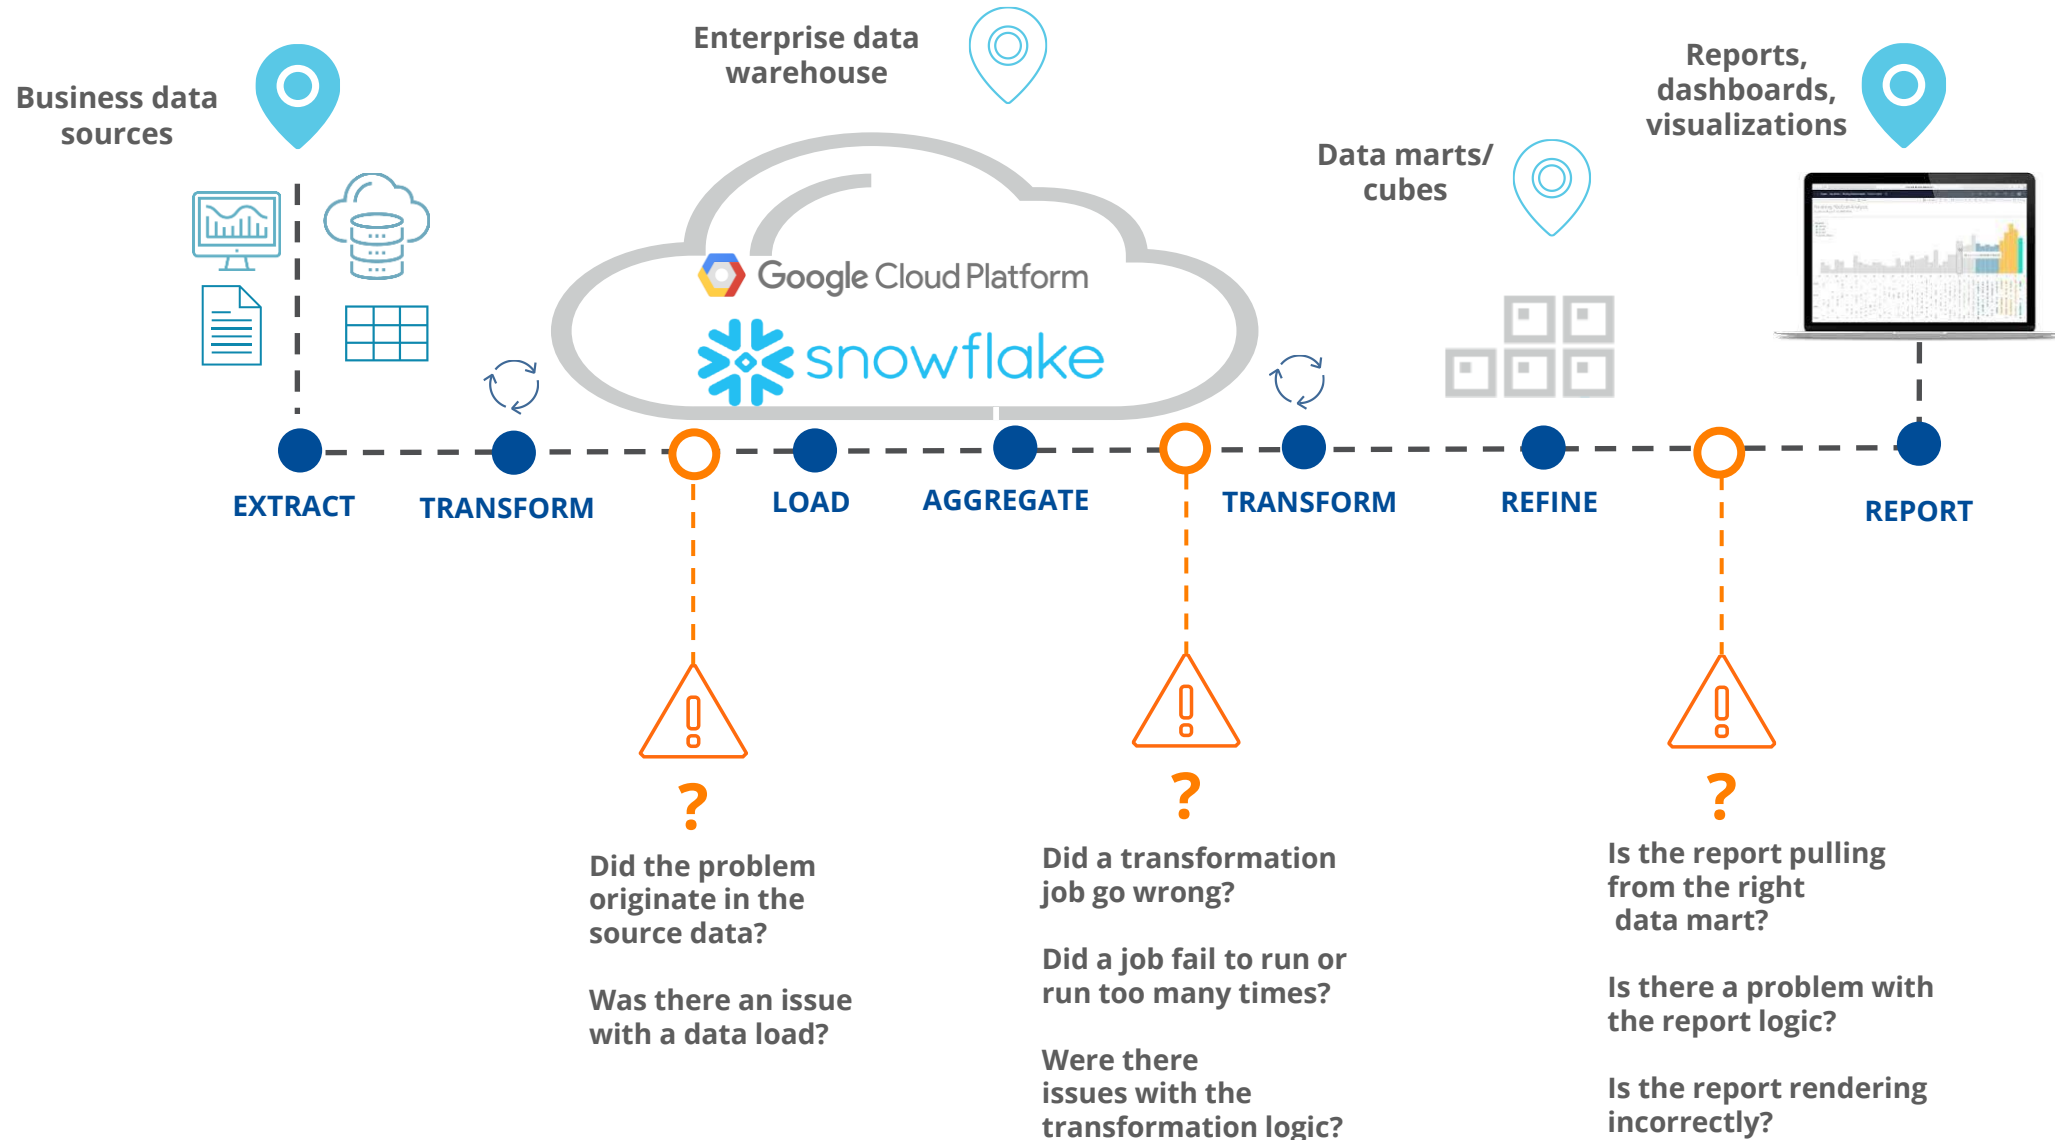 Business data
sources
Enterprise data
warehouse
Data marts/
cubes
Reports,
dashboards,
visualizations
Google Cloud Platform
snowflake
EXTRACT
TRANSFORM
LOAD
AGGREGATE
TRANSFORM
REFINE
REPORT
?
Did the problem
originate in the
source data?
Was there an issue
with a data load?
?
Did a transformation
job go wrong?
Did a job fail to run or
run too many times?
Were there
issues with the
transformation logic?
?
Is the report pulling
from the right
data mart?
Is there a problem with
the report logic?
Is the report rendering
incorrectly?